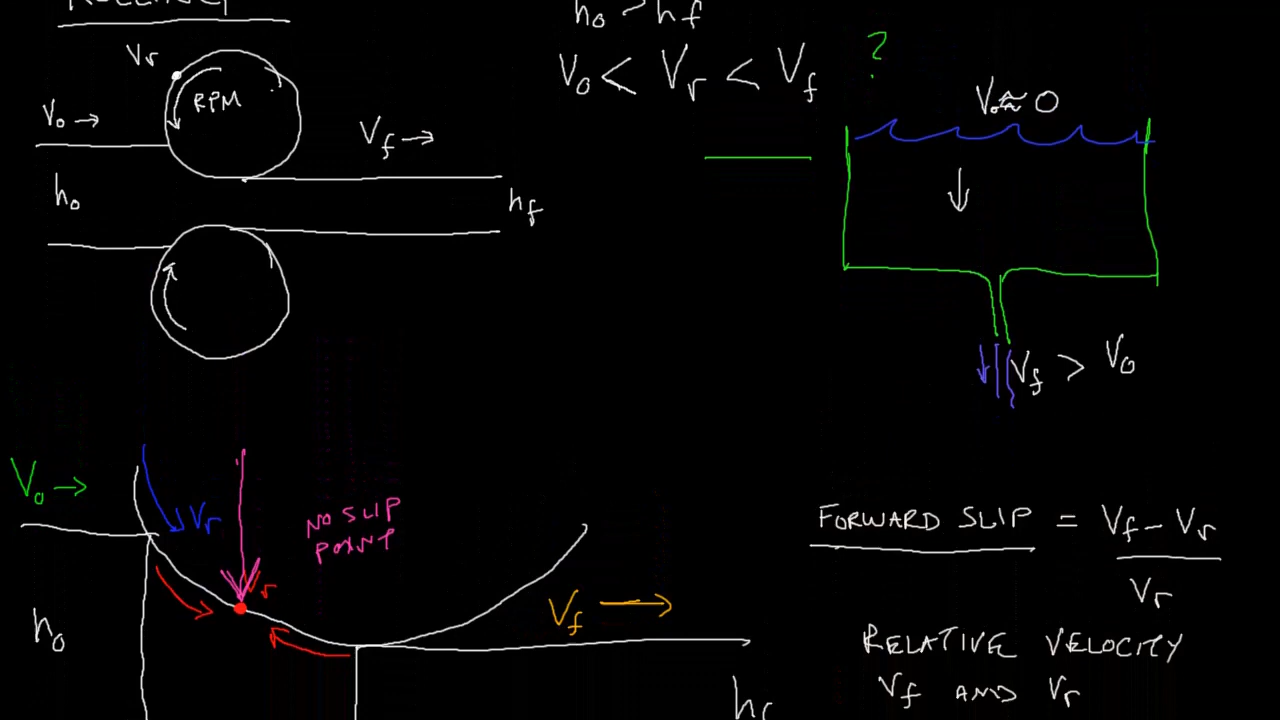 Vr
RPM
V0 →
Vf →
h0
hf
h0 > hf
V0 < Vr < Vf
?
V0 ≈ 0
Vf > V0
V0 →
Vr
NO SLIP
POINT
Vr
Vf →
h0
FORWARD SLIP = Vf - Vr
Vr
RELATIVE VELOCITY
Vf AND Vr